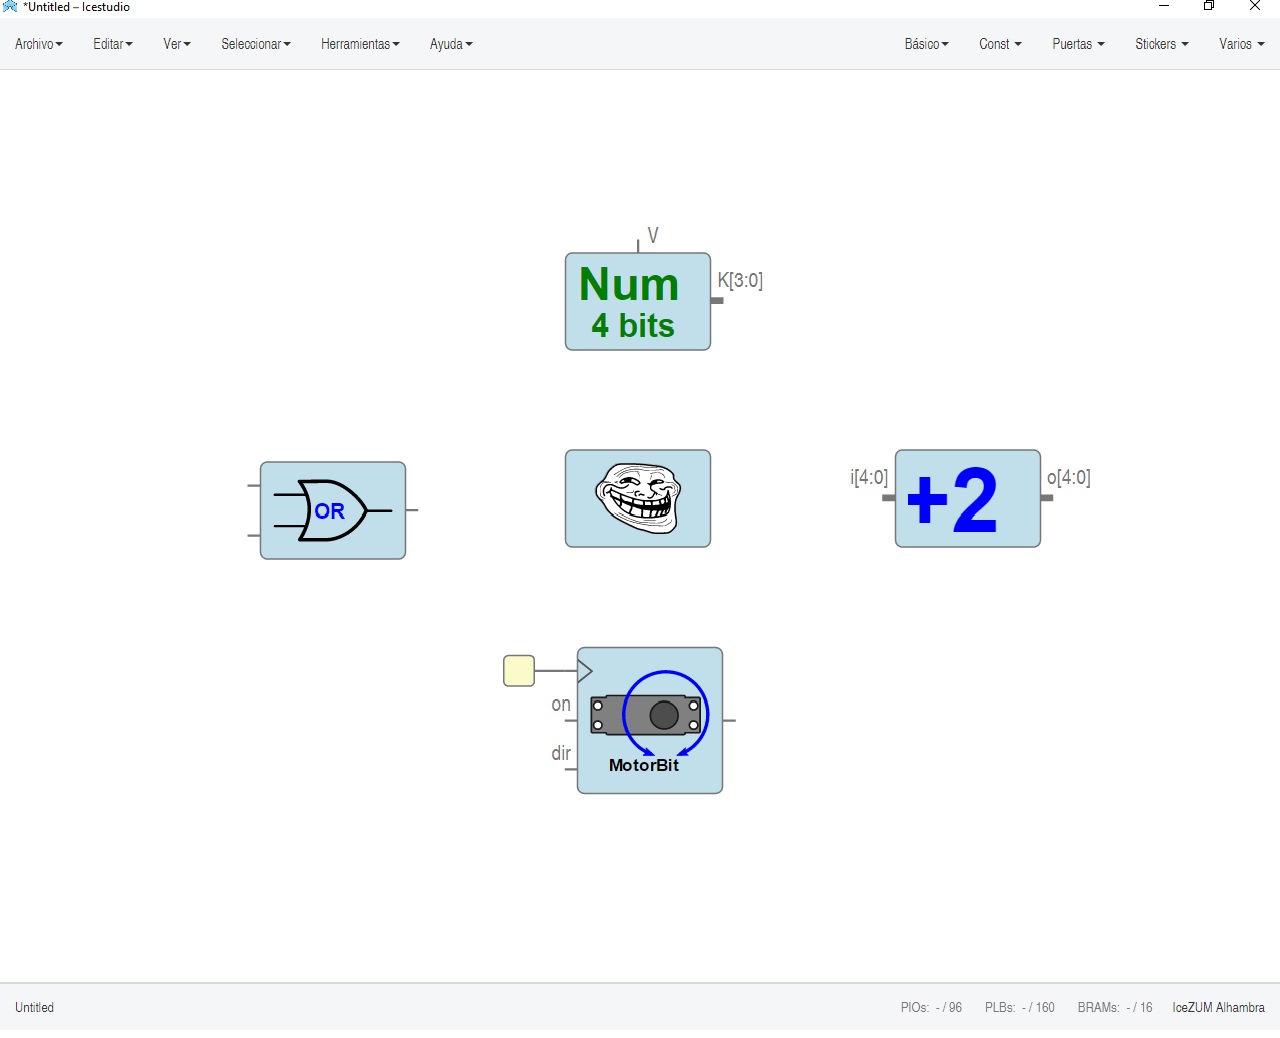 *Untitled – Icestudio
Archivo Editar Ver Seleccionar Herramientas Ayuda Básico Const Puertas Stickers Varios
V
Num
4 bits
K[3:0]
OR
i[4:0]
+2
o[4:0]
on
dir
MotorBit
Untitled PIOs: - / 96 PLBs: - / 160 BRAMs: - / 16 IceZUM Alhambra